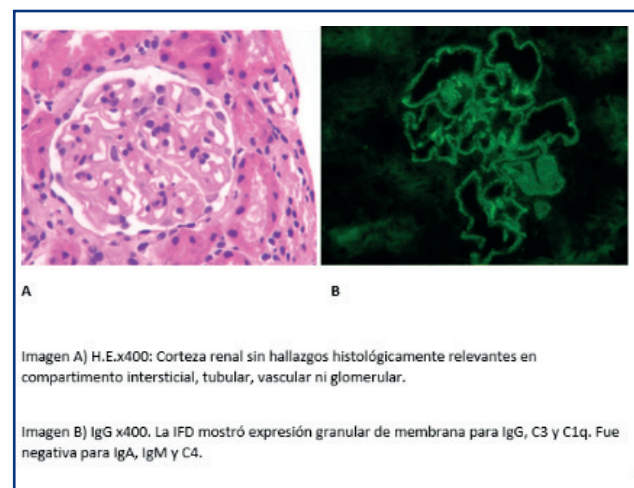 A
B
Imagen A) H.E.x400: Corteza renal sin hallazgos histológicamente relevantes en
compartimento intersticial, tubular, vascular ni glomerular.
Imagen B) IgG x400. La IFD mostró expresión granular de membrana para IgG, C3 y C1q. Fue
negativa para IgA, IgM y C4.